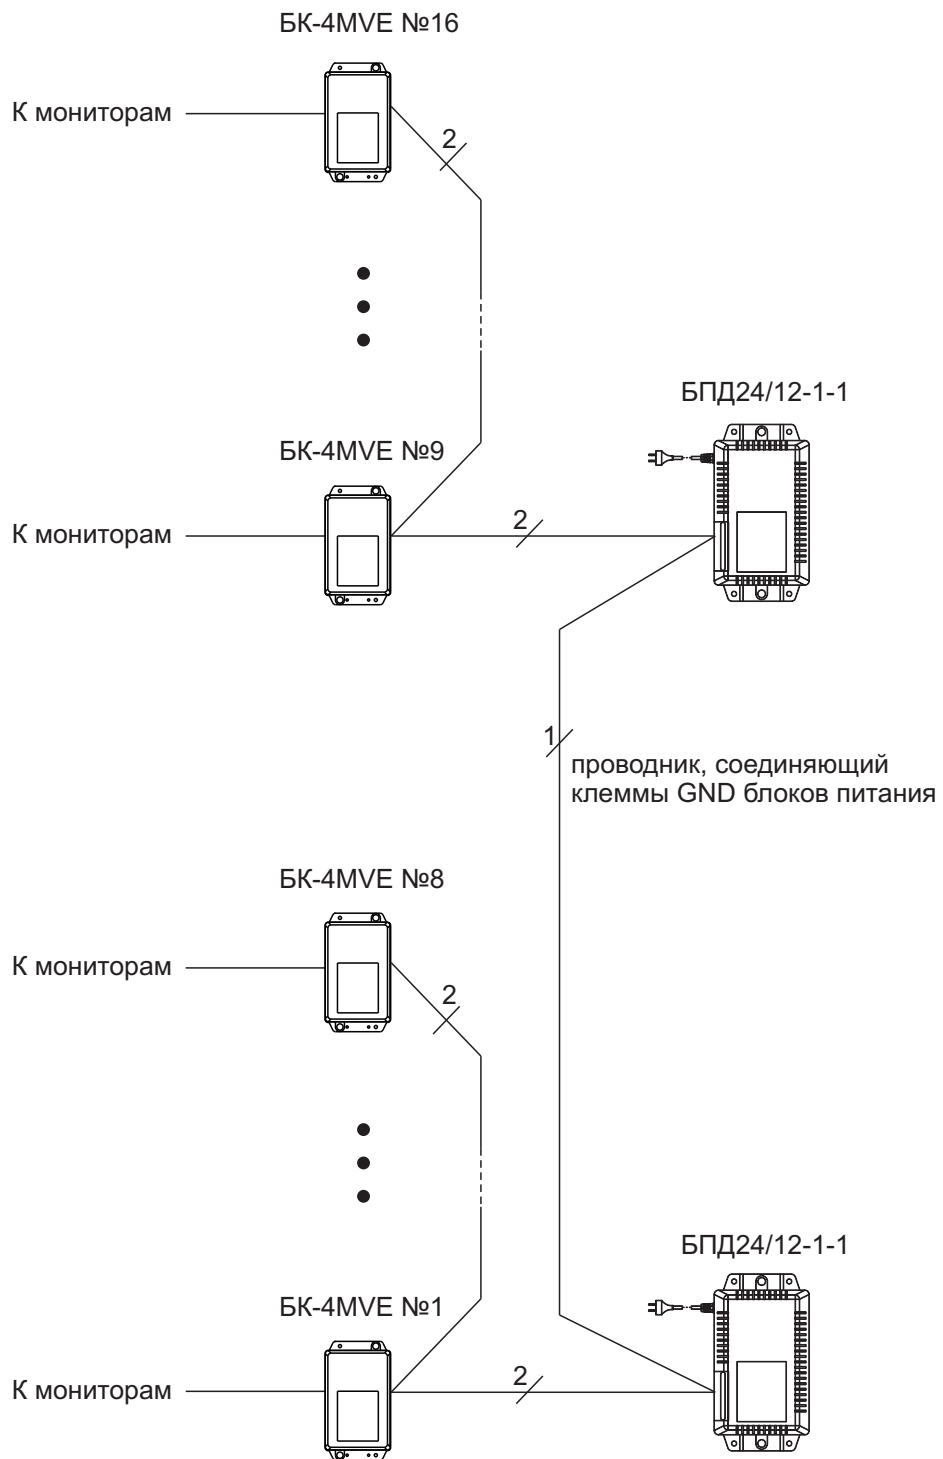 БК-4MVE №16
К мониторам
2
БПД24/12-1-1
БК-4MVE №9
К мониторам
2
1
проводник, соединяющий
клеммы GND блоков питания
БК-4MVE №8
К мониторам
2
БПД24/12-1-1
БК-4MVE №1
К мониторам
2